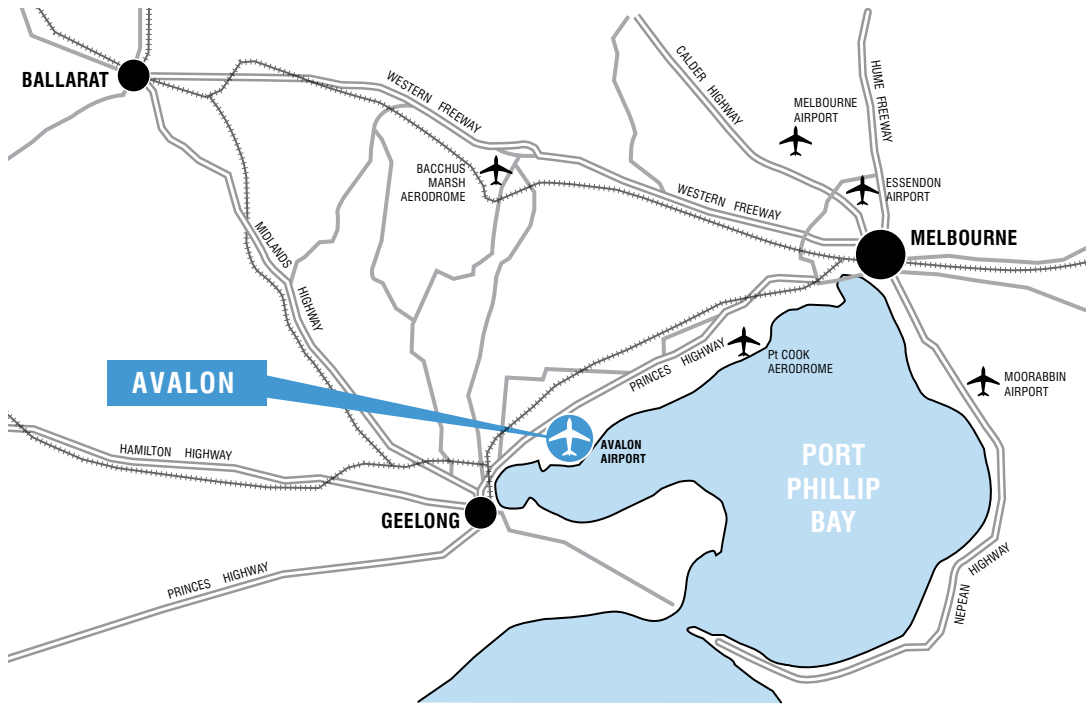 BALLARAT
WESTERN FREEWAY
CALDER HIGHWAY
HUME FREEWAY
MELBOURNE
AIRPORT
BACCHUS
MARSH
AERODROME
WESTERN FREEWAY
ESSENDON
AIRPORT
MELBOURNE
MIDLANDS HIGHWAY
PRINCES HIGHWAY
Pt COOK
AERODROME
MOORABBIN
AIRPORT
AVALON
HAMILTON HIGHWAY
AVALON
AIRPORT
PORT
PHILLIP
BAY
GEELONG
PRINCES HIGHWAY
NEPEAN HIGHWAY